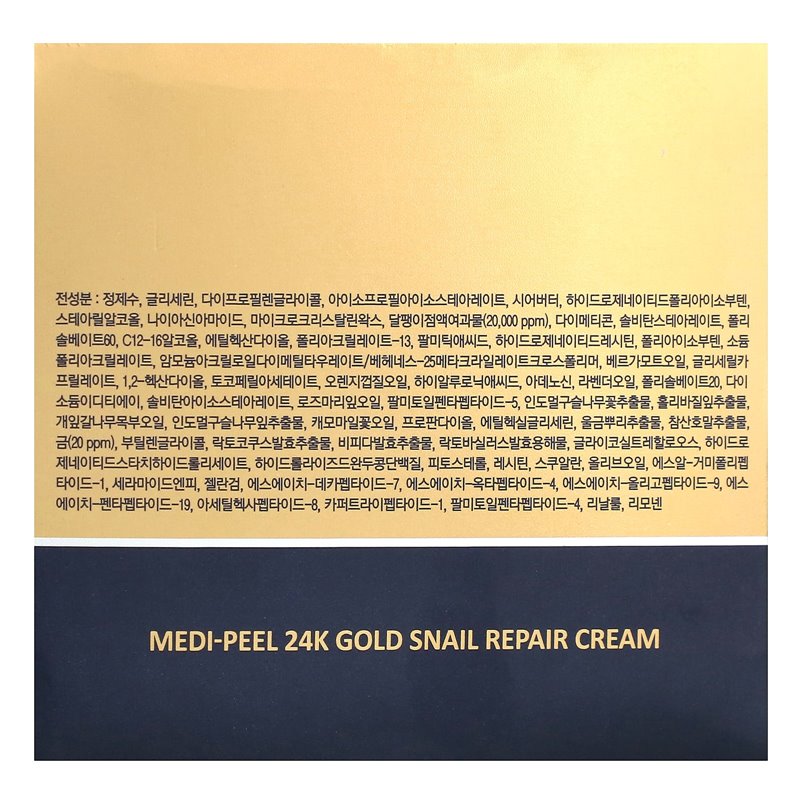 전성분 : 정제수, 글리세린, 다이프로필렌글라이콜, 아이소프로필아이소스테아레이트, 시어버터, 하이드로제네이티드폴리아이소부텐,
스테아릴알코올, 나이아신아마이드, 마이크로크리스탈린왁스, 달팽이점액여과물(20,000 ppm), 다이메티콘, 솔비탄스테아레이트, 폴리
솔베이트60, C12-16알코올, 에틸헥산다이올, 폴리아크릴레이트-13, 팔미틱애씨드, 하이드로제네이티드레시틴, 폴리아이소부텐, 소듐
폴리아크릴레이트, 암모늄아크릴로일다이메틸타우레이트/베헤네스-25메타크라일레이트크로스폴리머, 베르가모트오일, 글리세릴카
프릴레이트, 1,2-헥산다이올, 토코페릴아세테이트, 오렌지껍질오일, 하이알루로닉애씨드, 아데노신, 라벤더오일, 폴리솔베이트20, 다이
소듐이디티에이, 솔비탄아이소스테아레이트, 로즈마리잎오일, 팔미토일펜타펩타이드-5, 인도멀구슬나무꽃추출물, 홀리바질잎추출물,
개잎갈나무목부오일, 인도멀구슬나무잎추출물, 캐모마일꽃오일, 프로판다이올, 에틸헥실글리세린, 울금뿌리추출물, 참산호말추출물,
금(20 ppm), 부틸렌글라이콜, 락토코쿠스발효추출물, 비피다발효추출물, 락토바실러스발효용해물, 글라이코실트레할로오스, 하이드로
제네이티드스타치하이드롤리세이트, 하이드롤라이즈드완두콩단백질, 피토스테롤, 레시틴, 스쿠알란, 올리브오일, 에스알-거미폴리펩
타이드-1, 세라마이드엔피, 젤란검, 에스에이치-데카펩타이드-7, 에스에이치-옥타펩타이드-4, 에스에이치-올리고펩타이드-9, 에스
에이치-펜타펩타이드-19, 아세틸헥사펩타이드-8, 카퍼트라이펩타이드-1, 팔미토일펜타펩타이드-4, 리날룰, 리모넨
MEDI-PEEL 24K GOLD SNAIL REPAIR CREAM